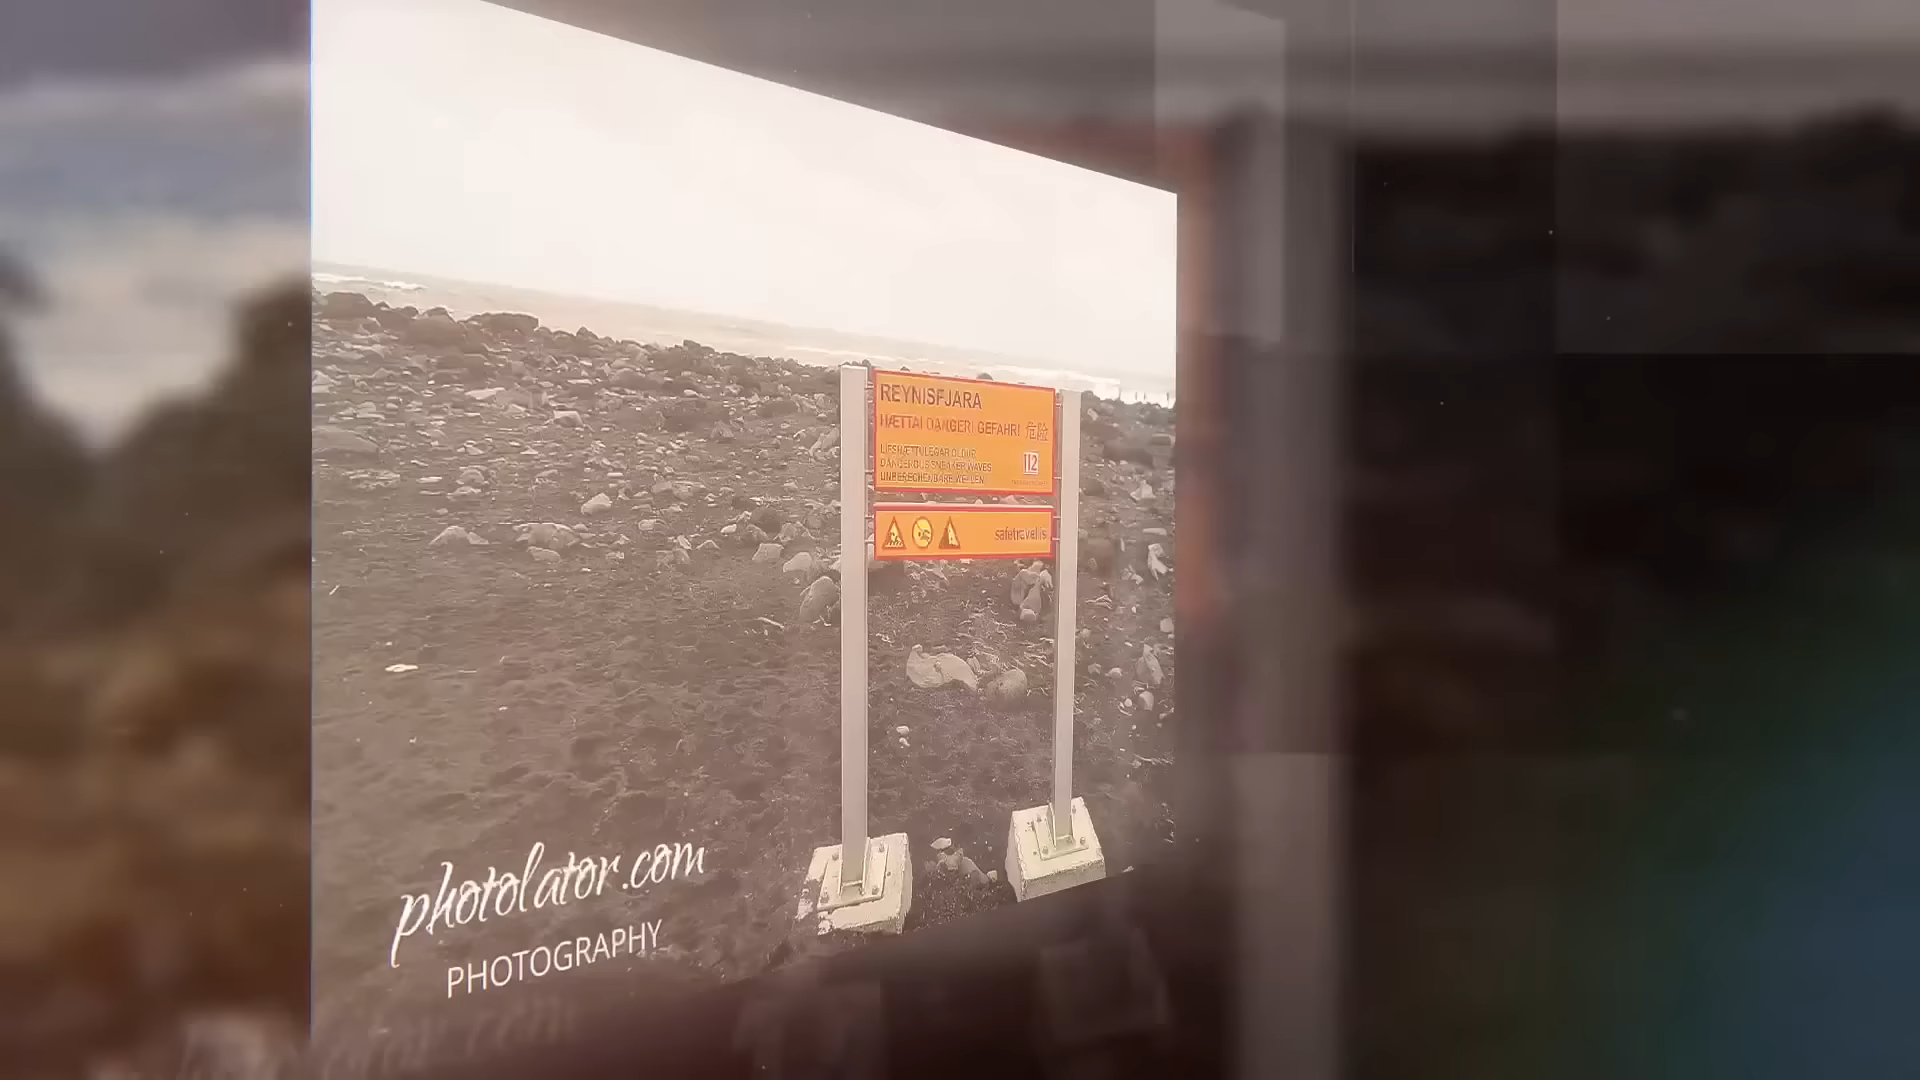 REYNISFJARA
HÆTTA! DANGER! GEFAHR! 危险
LÍFSHÆTTULEGAR ÖLDUR
DANGEROUS SNEAKER WAVES
UNBERECHENBARE WELLEN
112
safetravel.is
photolator.com
PHOTOGRAPHY